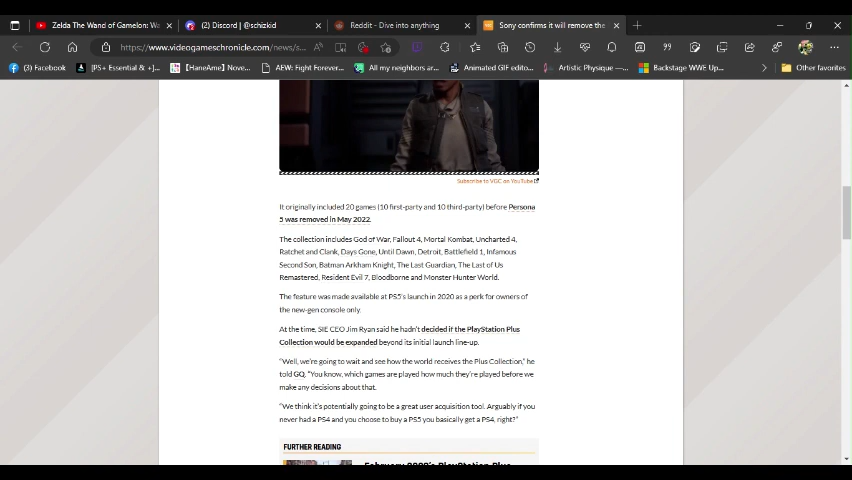 Zelda The Wand of Gamelon: Wa
(2) Discord | @schizkid
Reddit - Dive into anything
Sony confirms it will remove the
https://www.videogameschronicle.com/news/s...
(3) Facebook
[PS+ Essential &+]:...
[HaneAme] Nove...
AEW: Fight Forever...
All my neighbors ar...
Animated GIF edito...
Artistic Physique *...
Backstage WWE Up...
Other favorites
Subscribe to VGC on YouTube
It originally included 20 games (10 first-party and 10 third-party) before Persona
5 was removed in May 2022.
The collection includes God of War, Fallout 4, Mortal Kombat, Uncharted 4,
Ratchet and Clank, Days Gone, Until Dawn, Detroit, Battlefield 1, Infamous
Second Son, Batman Arkham Knight, The Last Guardian, The Last of Us
Remastered, Resident Evil 7, Bloodborne and Monster Hunter World.
The feature was made available at PS5's launch in 2020 as a perk for owners of
the new-gen console only.
At the time, SIE CEO Jim Ryan said he hadn't decided if the PlayStation Plus
Collection would be expanded beyond its initial launch line-up.
"Well, we're going to wait and see how the world receives the Plus Collection," he
told GQ. "You know, which games are played how much they're played before we
make any decisions about that.
"We think it's potentially going to be a great user acquisition tool. Arguably if you
never had a PS4 and you choose to buy a PS5 you basically get a PS4, right?"
FURTHER READING
February 2023's PlayStation Plus